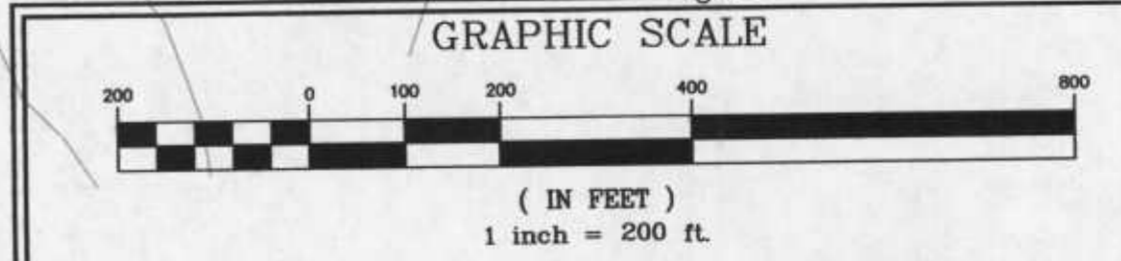 GRAPHIC SCALE
200 0 100 200 400 800
( IN FEET )
1 inch = 200 ft.